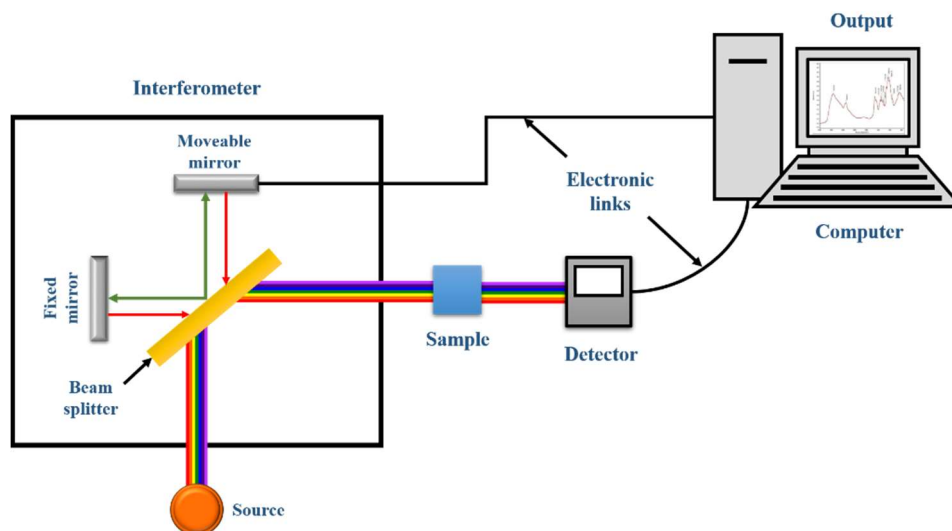 Output
Interferometer
Moveable
mirror
Electronic
links
Computer
Fixed
mirror
Sample
Detector
Beam
splitter
Source